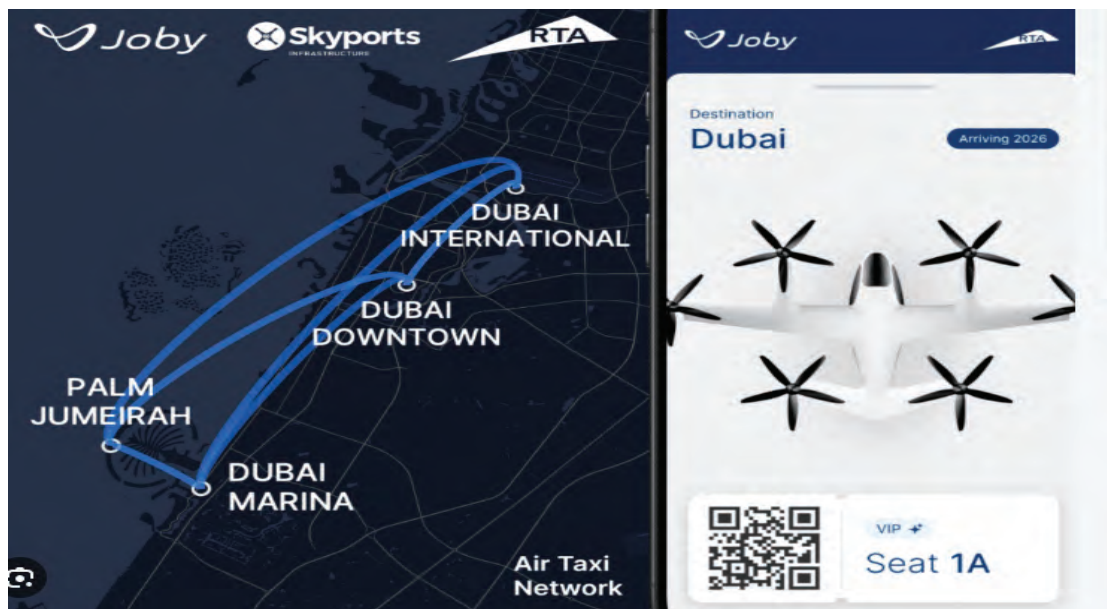 Joby
Skyports
INFRASTRUCTURE
RTA
DUBAI
INTERNATIONAL
DUBAI
DOWNTOWN
PALM
JUMEIRAH
DUBAI
MARINA
Air Taxi
Network
Joby
RTA
Destination
Dubai
Arriving 2026
VIP
Seat 1A